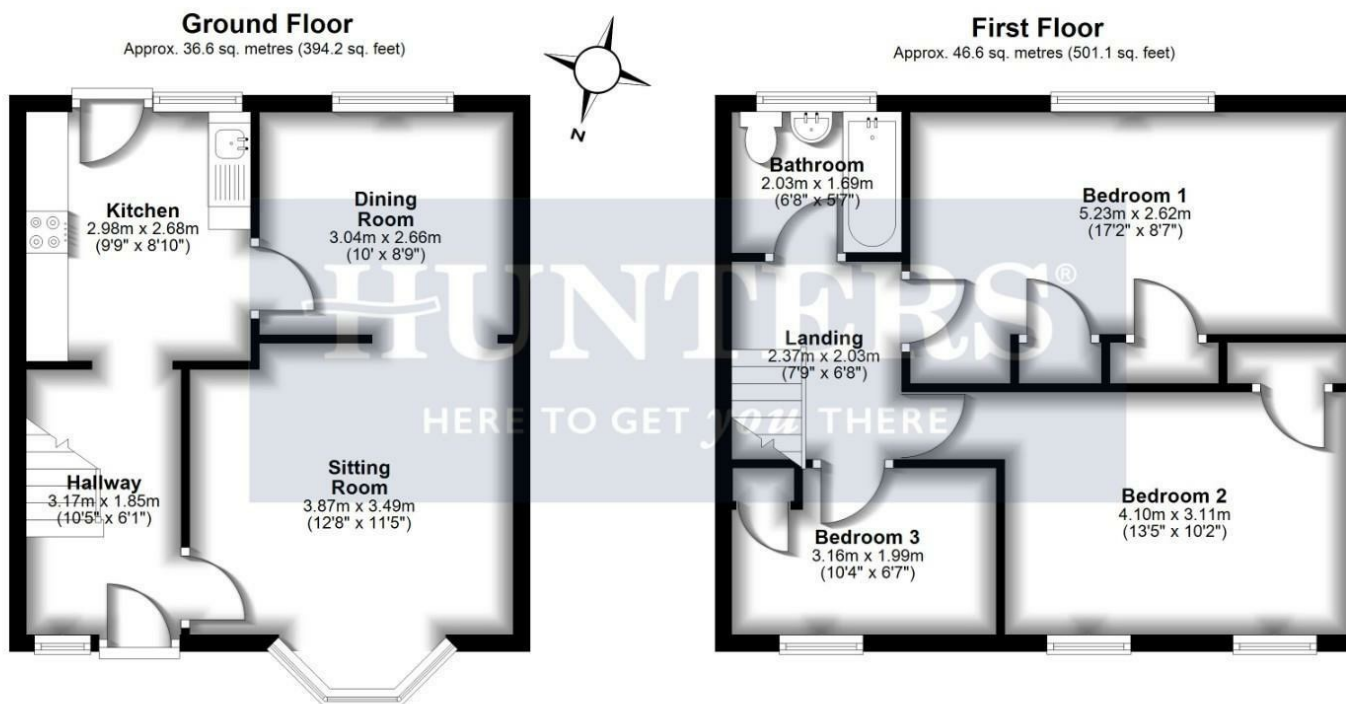 Ground Floor
Approx. 36.6 sq. metres (394.2 sq. feet)
First Floor
Approx. 46.6 sq. metres (501.1 sq. feet)
N
Kitchen
2.98m x 2.68m
(9'9" x 8'10")
Dining
Room
3.04m x 2.66m
(10' x 8'9")
Hallway
3.17m x 1.85m
(10'5" x 6'1")
Sitting
Room
3.87m x 3.49m
(12'8" x 11'5")
Bathroom
2.03m x 1.69m
(6'8" x 5'7")
Bedroom 1
5.23m x 2.62m
(17'2" x 8'7")
Landing
2.37m x 2.03m
(7'9" x 6'8")
Bedroom 2
4.10m x 3.11m
(13'5" x 10'2")
Bedroom 3
3.16m x 1.99m
(10'4" x 6'7")
HUNTERS®
HERE TO GET you THERE